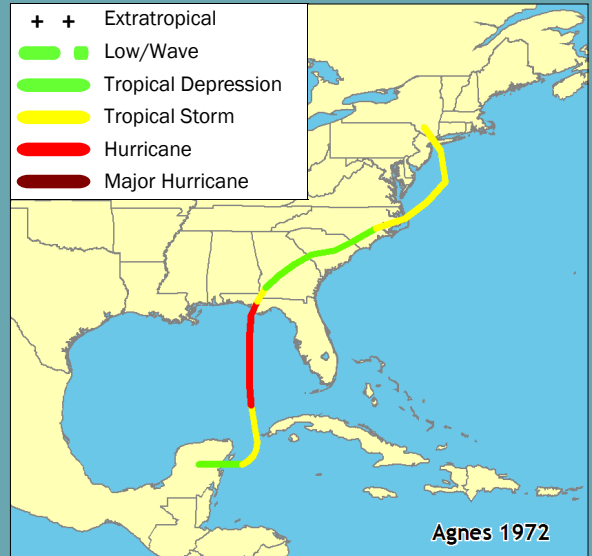 + + Extratropical
Low/Wave
Tropical Depression
Tropical Storm
Hurricane
Major Hurricane
Agnes 1972